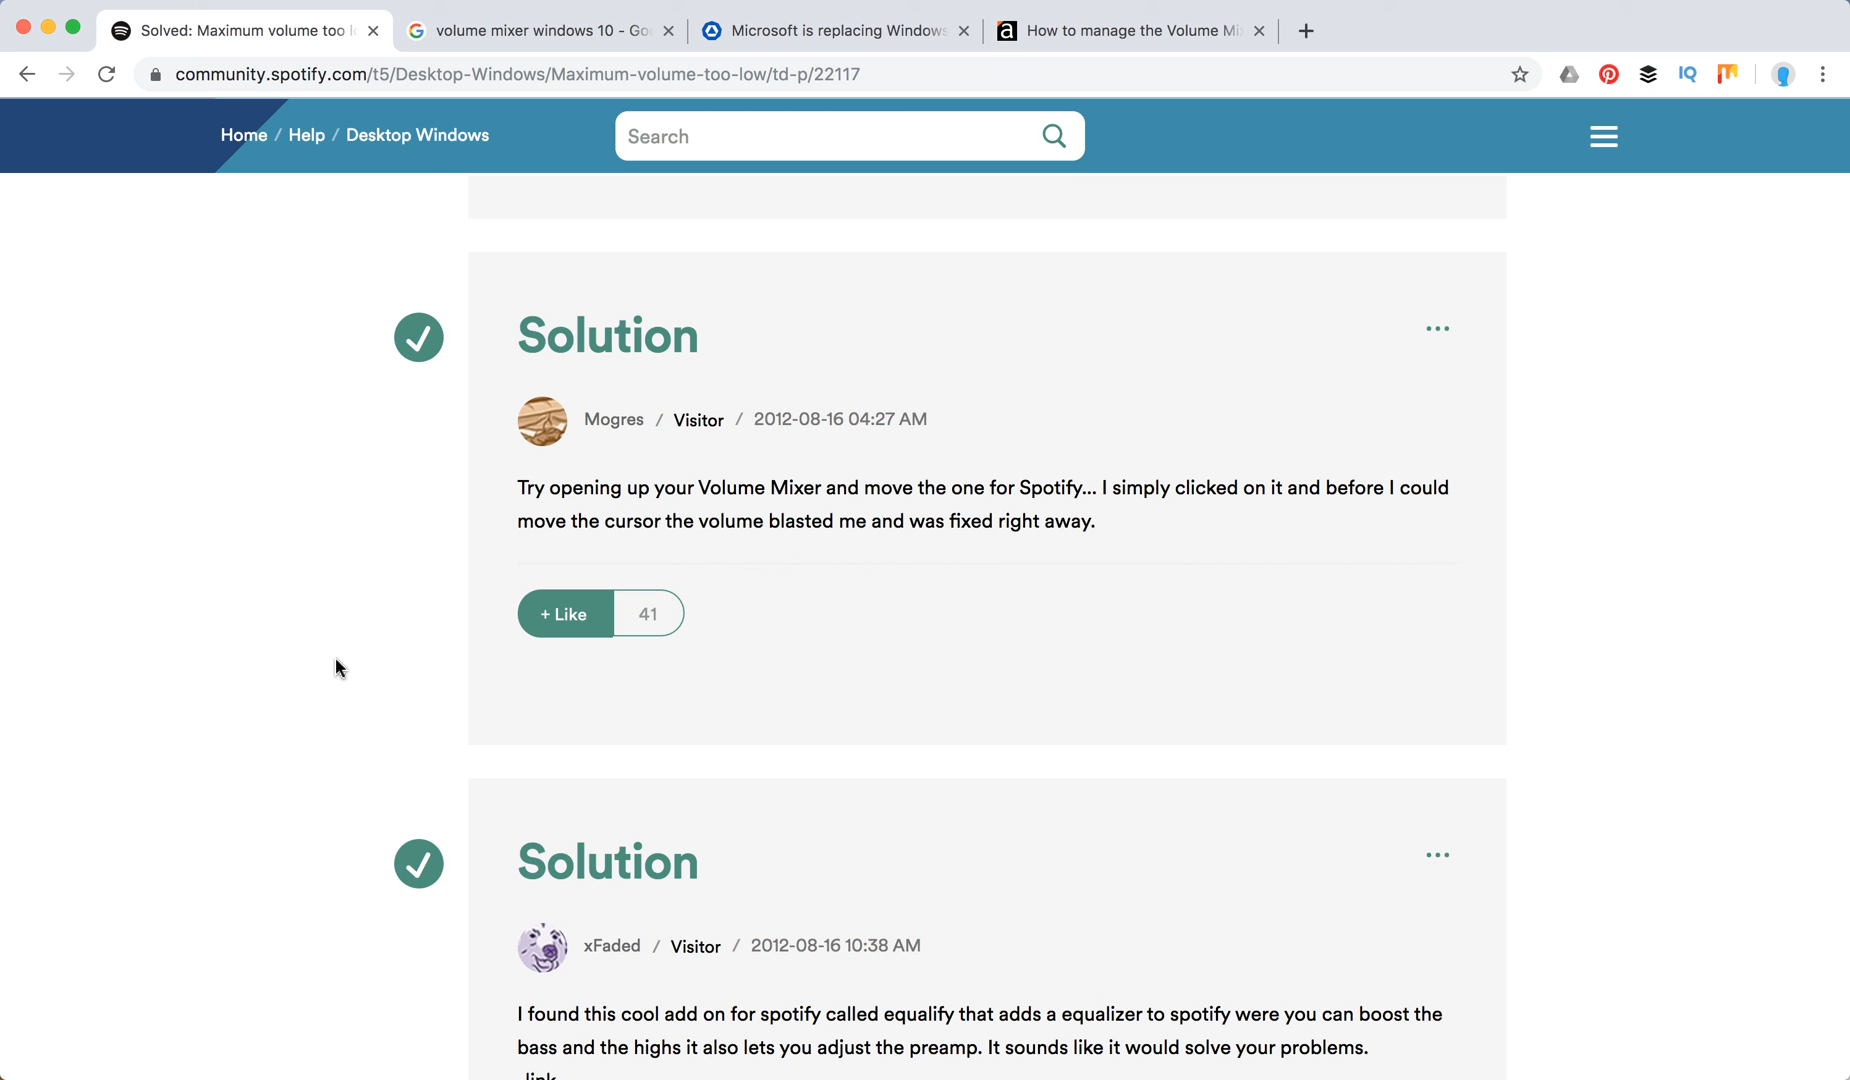 Solved: Maximum volume too lo
volume mixer windows 10 - Goo
Microsoft is replacing Windows
How to manage the Volume Mi
community.spotify.com/t5/Desktop-Windows/Maximum-volume-too-low/td-p/22117
IQ
Home / Help / Desktop Windows
Search
Solution
Mogres / Visitor / 2012-08-16 04:27 AM
Try opening up your Volume Mixer and move the one for Spotify... I simply clicked on it and before I could
move the cursor the volume blasted me and was fixed right away.
+ Like
41
Solution
xFaded / Visitor / 2012-08-16 10:38 AM
I found this cool add on for spotify called equalify that adds a equalizer to spotify were you can boost the
bass and the highs it also lets you adjust the preamp. It sounds like it would solve your problems.
link